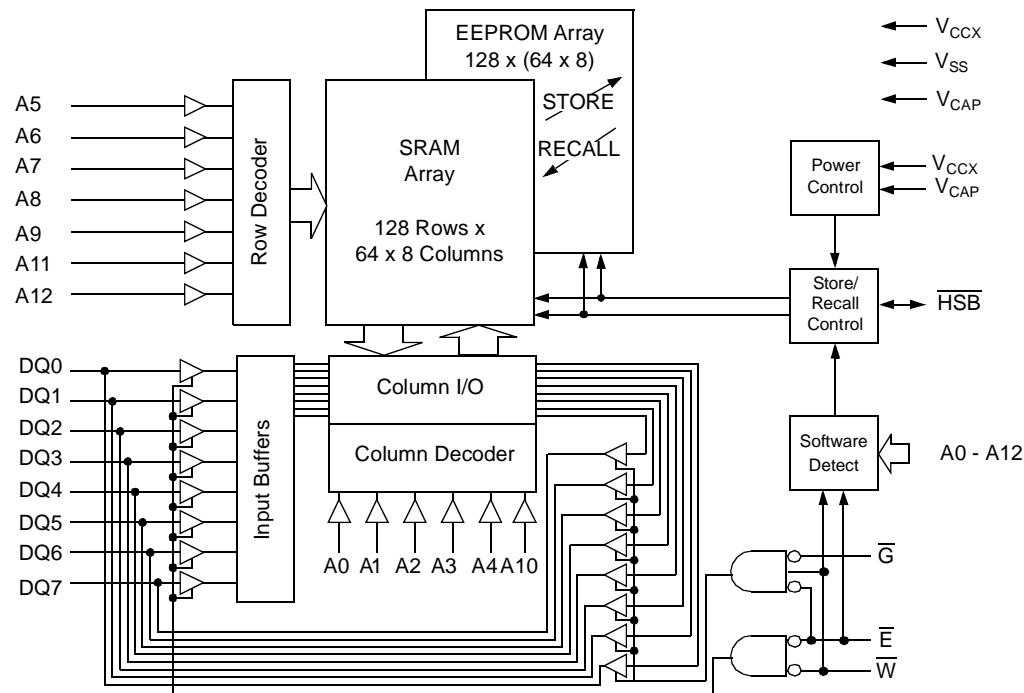 EEPROM Array
128 x (64 x 8)
STORE
RECALL
V_CCX
V_SS
V_CAP
A5
A6
A7
A8
A9
A11
A12
Row Decoder
SRAM
Array
128 Rows x
64 x 8 Columns
Power
Control
V_CCX
V_CAP
Store/
Recall
Control
H̅S̅B̅
DQ0
DQ1
DQ2
DQ3
DQ4
DQ5
DQ6
DQ7
Input Buffers
Column I/O
Column Decoder
A0 A1 A2 A3 A4 A10
Software
Detect
A0 - A12
G̅
E̅
W̅